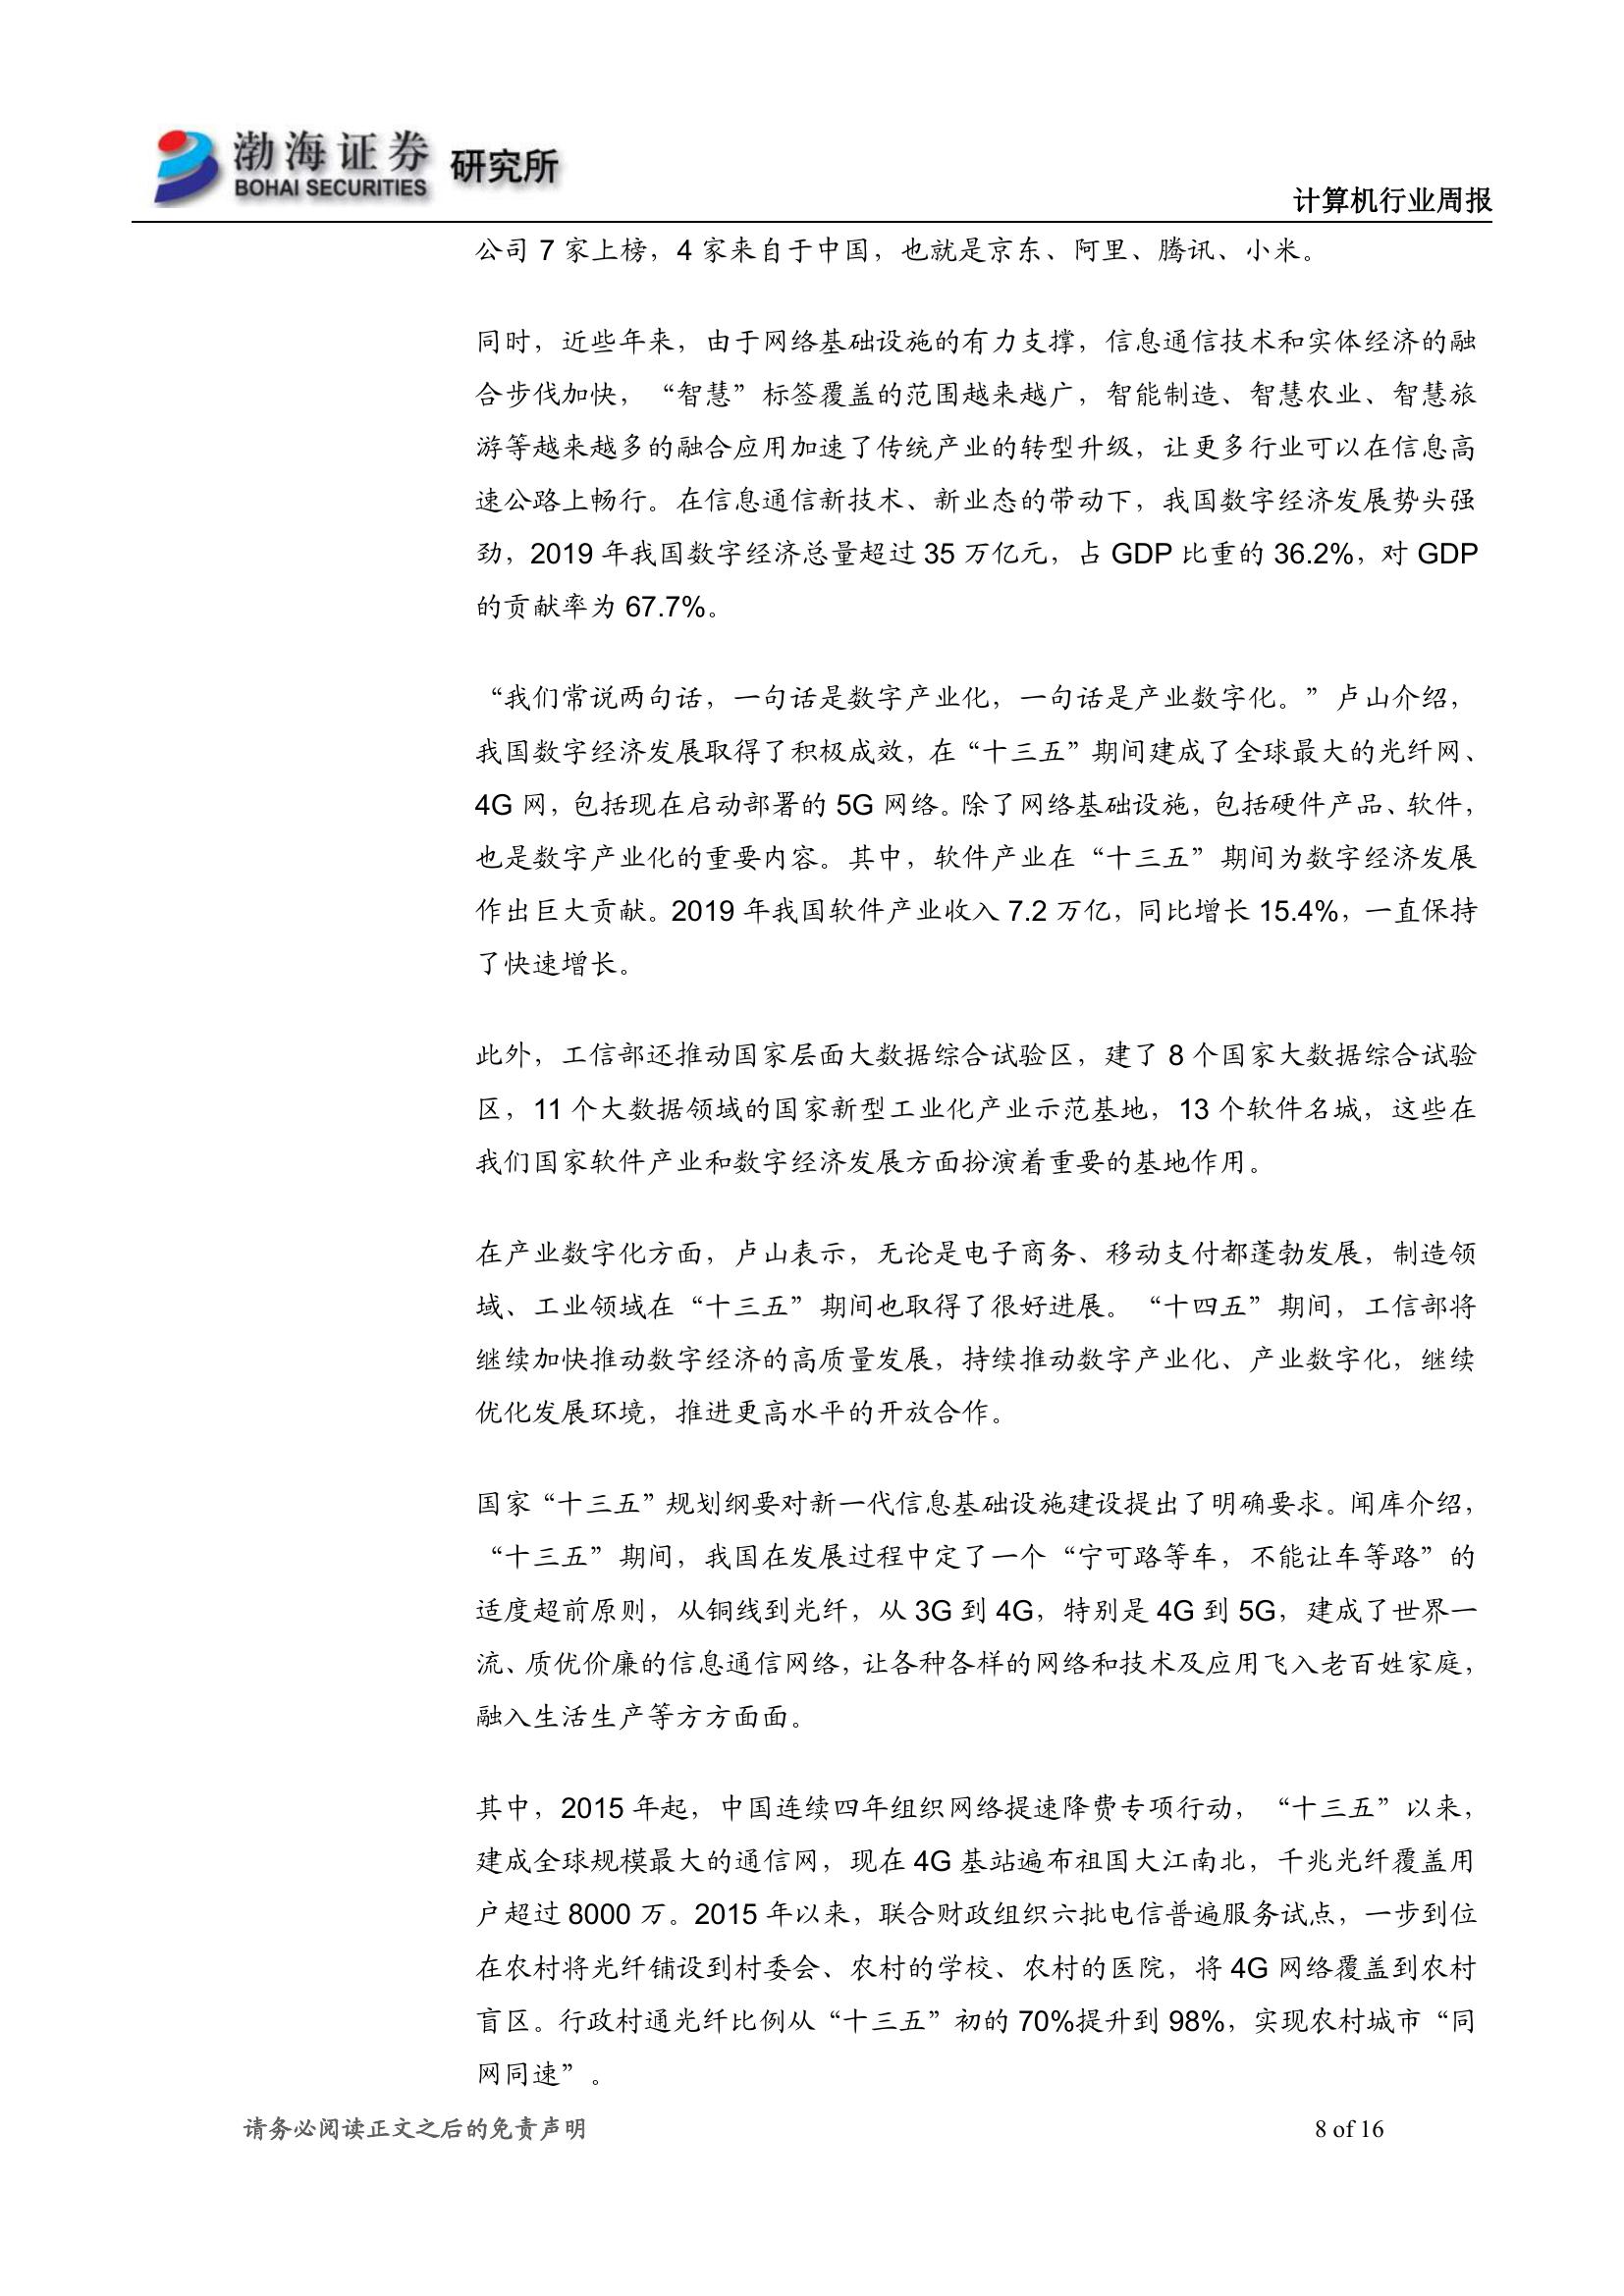 渤海证券
BOHAI SECURITIES
研究所
计算机行业周报
公司 7 家上榜，4 家来自于中国，也就是京东、阿里、腾讯、小米。
同时，近些年来，由于网络基础设施的有力支撑，信息通信技术和实体经济的融
合步伐加快，“智慧”标签覆盖的范围越来越广，智能制造、智慧农业、智慧旅
游等越来越多的融合应用加速了传统产业的转型升级，让更多行业可以在信息高
速公路上畅行。在信息通信新技术、新业态的带动下，我国数字经济发展势头强
劲，2019 年我国数字经济总量超过 35 万亿元，占 GDP 比重的 36.2%，对 GDP
的贡献率为 67.7%。
“我们常说两句话，一句话是数字产业化，一句话是产业数字化。”卢山介绍，
我国数字经济发展取得了积极成效，在“十三五”期间建成了全球最大的光纤网、
4G 网，包括现在启动部署的 5G 网络。除了网络基础设施，包括硬件产品、软件，
也是数字产业化的重要内容。其中，软件产业在“十三五”期间为数字经济发展
作出巨大贡献。2019 年我国软件产业收入 7.2 万亿，同比增长 15.4%，一直保持
了快速增长。
此外，工信部还推动国家层面大数据综合试验区，建了 8 个国家大数据综合试验
区，11 个大数据领域的国家新型工业化产业示范基地，13 个软件名城，这些在
我们国家软件产业和数字经济发展方面扮演着重要的基地作用。
在产业数字化方面，卢山表示，无论是电子商务、移动支付都蓬勃发展，制造领
域、工业领域在“十三五”期间也取得了很好进展。“十四五”期间，工信部将
继续加快推动数字经济的高质量发展，持续推动数字产业化、产业数字化，继续
优化发展环境，推进更高水平的开放合作。
国家“十三五”规划纲要对新一代信息基础设施建设提出了明确要求。闻库介绍，
“十三五”期间，我国在发展过程中定了一个“宁可路等车，不能让车等路”的
适度超前原则，从铜线到光纤，从 3G 到 4G，特别是 4G 到 5G，建成了世界一
流、质优价廉的信息通信网络，让各种各样的网络和技术及应用飞入老百姓家庭，
融入生活生产等方方面面。
其中，2015 年起，中国连续四年组织网络提速降费专项行动，“十三五”以来，
建成全球规模最大的通信网，现在 4G 基站遍布祖国大江南北，千兆光纤覆盖用
户超过 8000 万。2015 年以来，联合财政组织六批电信普遍服务试点，一步到位
在农村将光纤铺设到村委会、农村的学校、农村的医院，将 4G 网络覆盖到农村
盲区。行政村通光纤比例从“十三五”初的 70%提升到 98%，实现农村城市“同
网同速”。
请务必阅读正文之后的免责声明
8 of 16